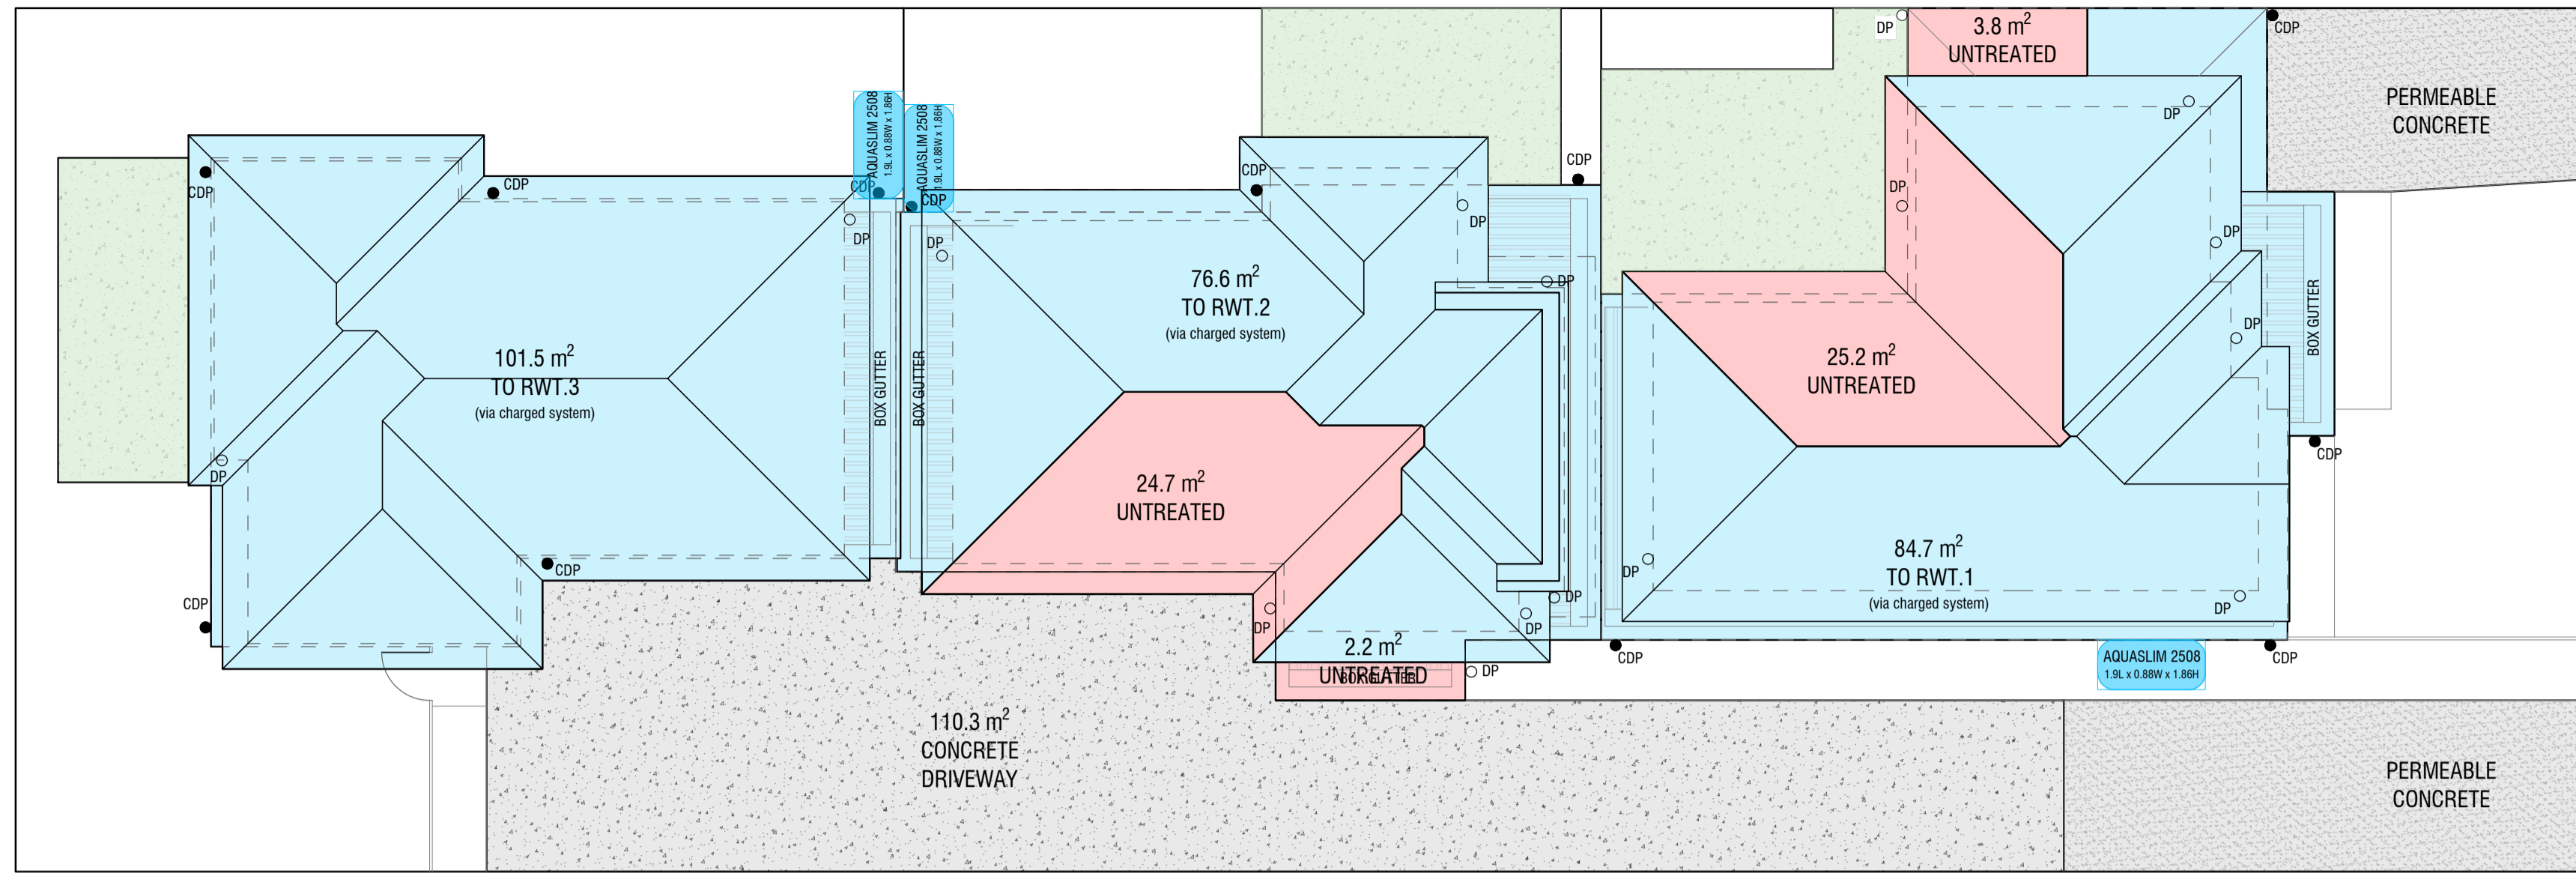 DP
3.8 m²
UNTREATED
CDP
PERMEABLE
CONCRETE
AQUASLIM 2508
1.9L x 0.88W x 1.86H
AQUASLIM 2508
1.9L x 0.88W x 1.86H
DP
CDP
CDP
CDP
CDP
CDP
CDP
CDP
DP
DP
DP
DP
DP
DP
DP
76.6 m²
TO RWT.2
(via charged system)
DP
BOX GUTTER
101.5 m²
TO RWT.3
(via charged system)
BOX GUTTER
BOX GUTTER
25.2 m²
UNTREATED
DP
CDP
24.7 m²
UNTREATED
84.7 m²
TO RWT.1
(via charged system)
CDP
DP
CDP
DP
DP
DP
DP
2.2 m²
UNTREATED
BOX GUTTER
DP
CDP
AQUASLIM 2508
1.9L x 0.88W x 1.86H
CDP
110.3 m²
CONCRETE
DRIVEWAY
PERMEABLE
CONCRETE